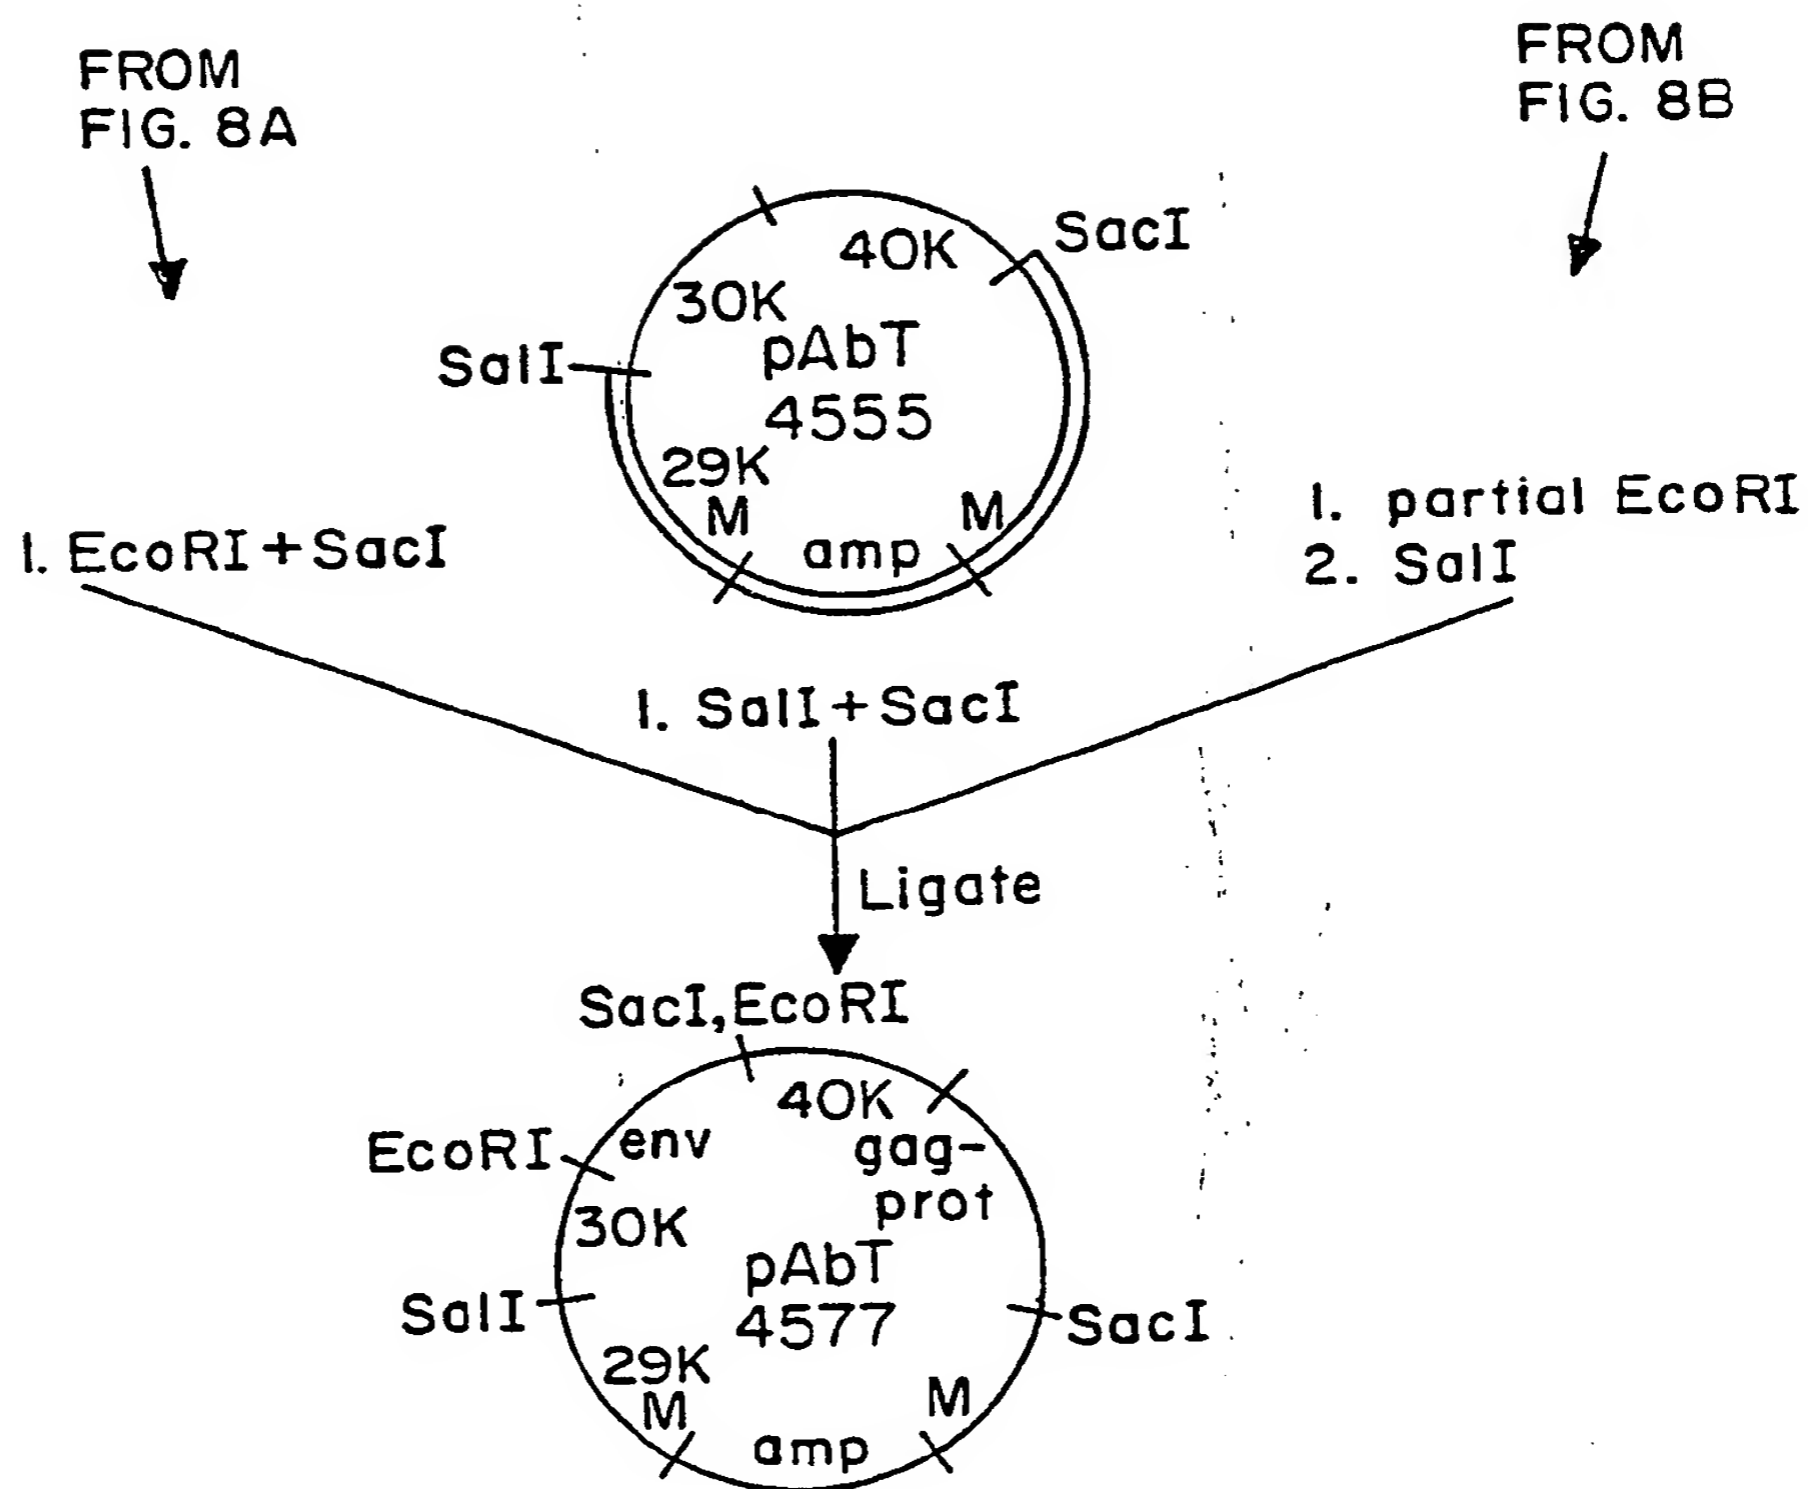 FROM
FIG. 8A
FROM
FIG. 8B
SacI
40K
30K
pAbT
4555
SalI
29K
M
M
amp
1. EcoRI+SacI
1. partial EcoRI
2. SalI
1. SalI+SacI
Ligate
SacI,EcoRI
40K
env
gag-
prot
EcoRI
30K
pAbT
4577
SalI
SacI
29K
M
M
amp